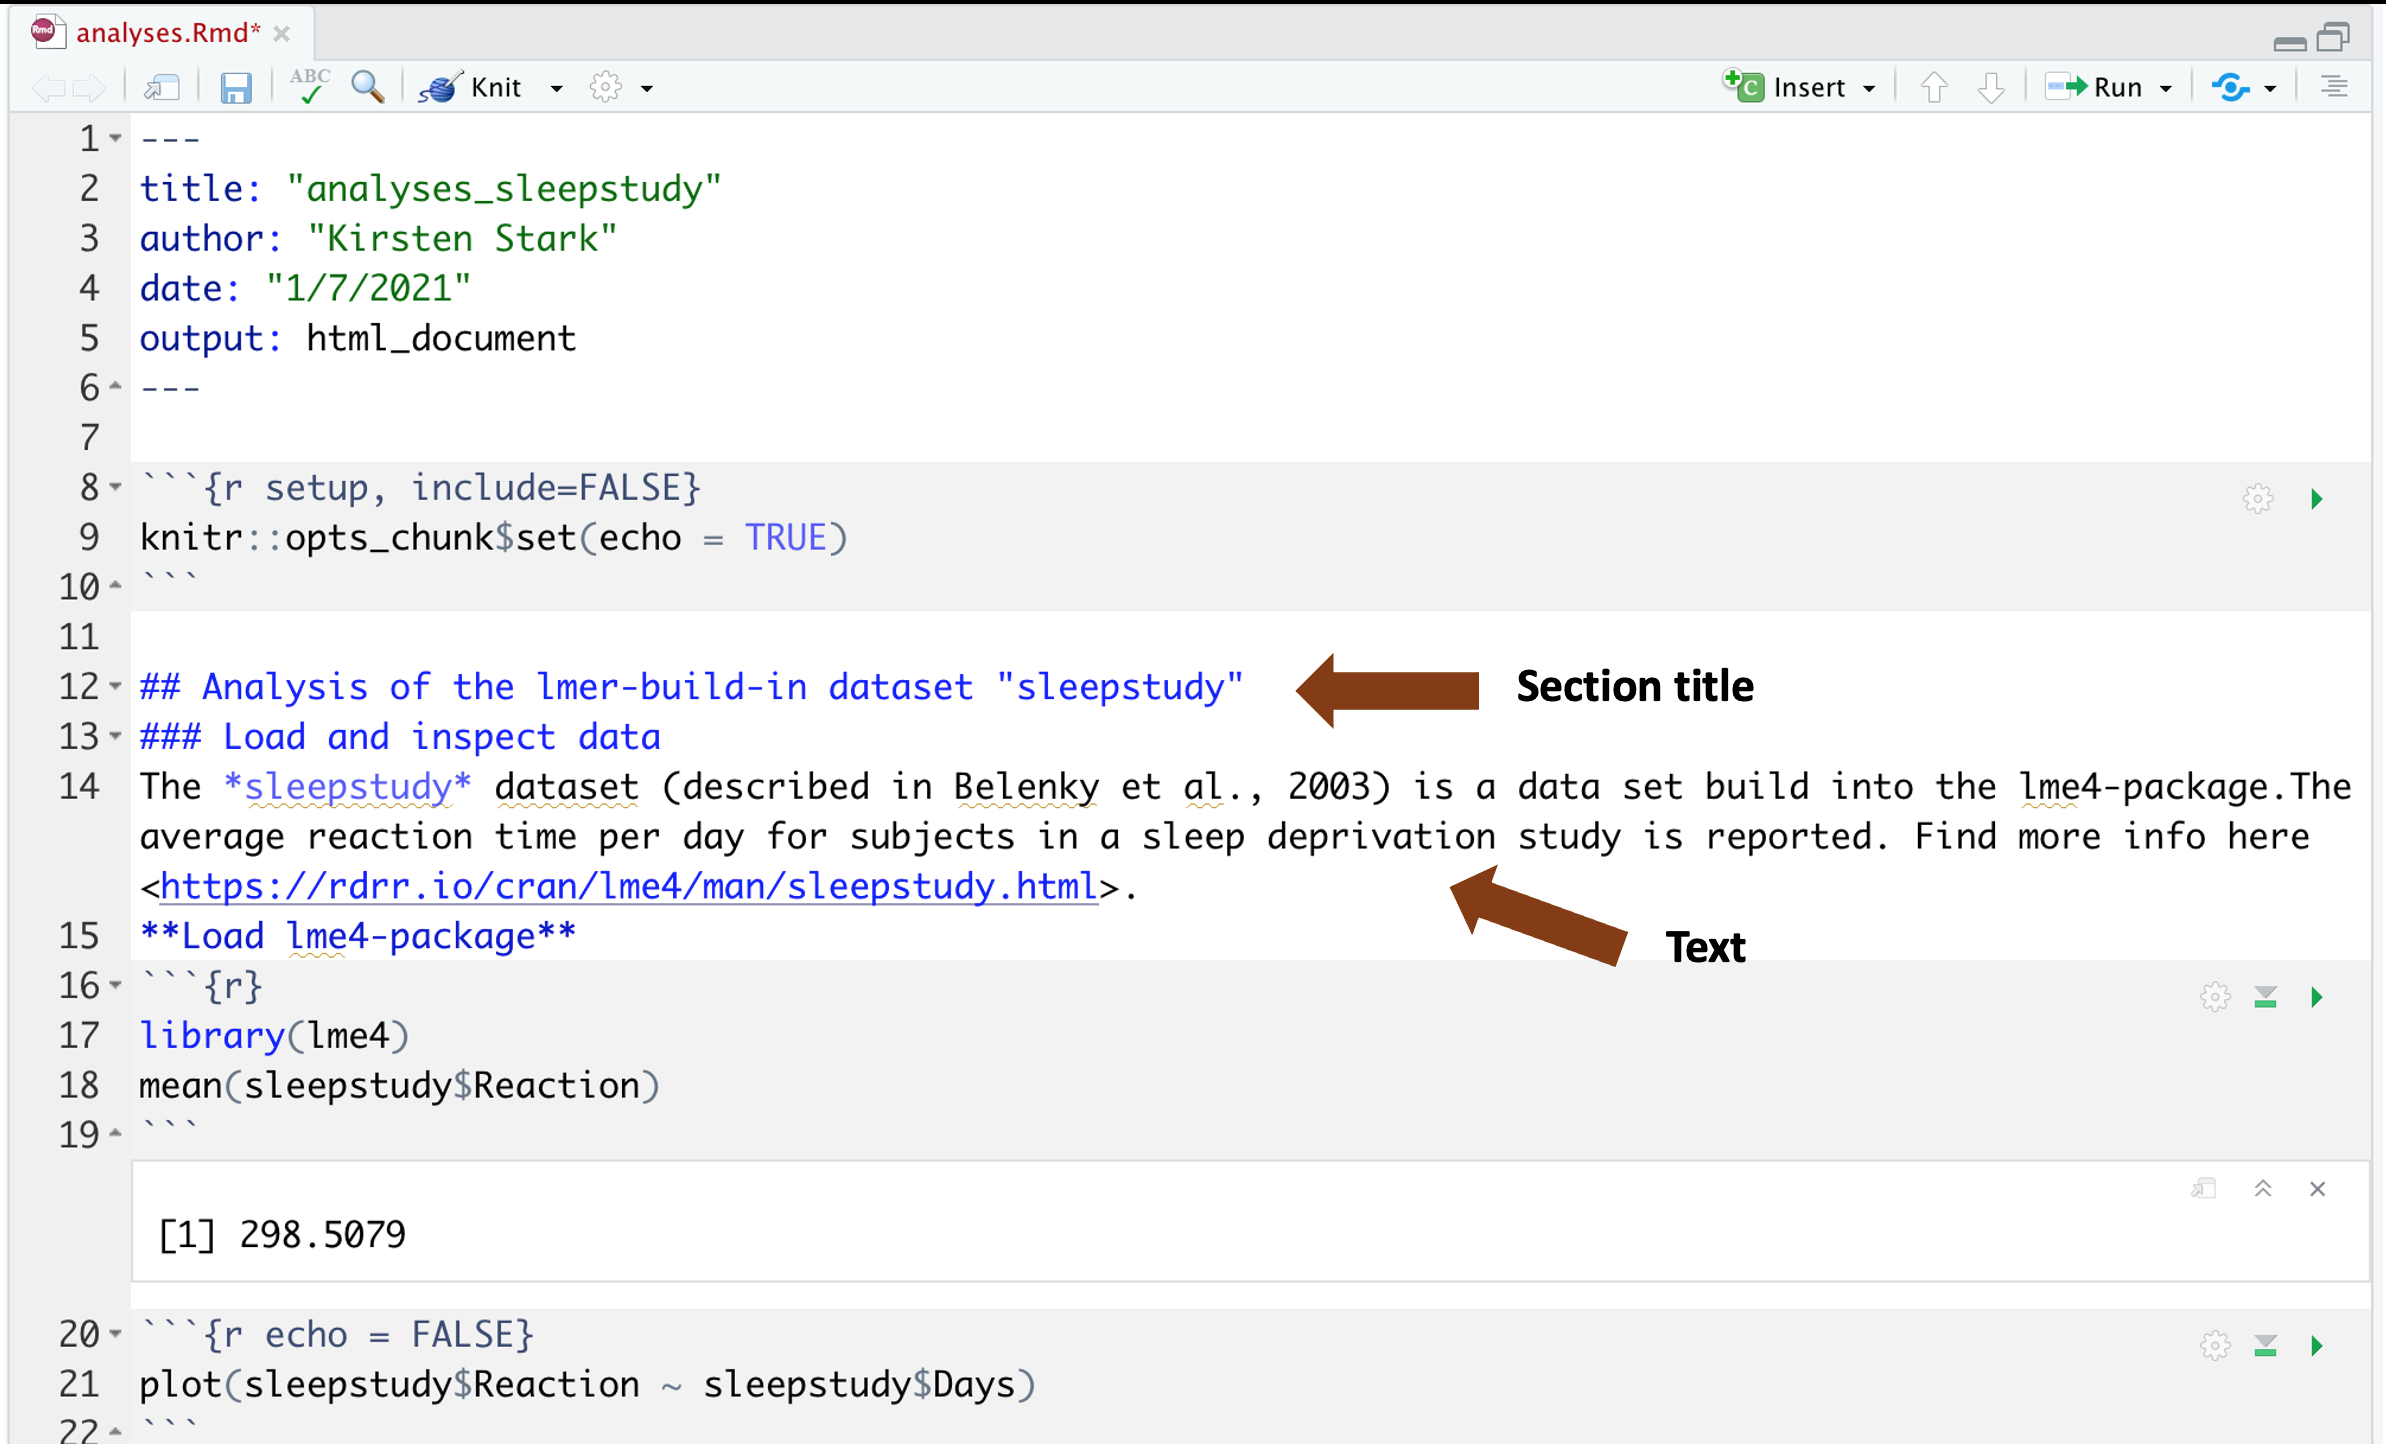 analyses.Rmd*
ABC Knit Insert Run
1 ---
2 title: "analyses_sleepstudy"
3 author: "Kirsten Stark"
4 date: "1/7/2021"
5 output: html_document
6 ---
7
8 ```{r setup, include=FALSE}
9 knitr::opts_chunk$set(echo = TRUE)
10 ```
11
12 ## Analysis of the lmer-build-in dataset "sleepstudy" Section title
13 ### Load and inspect data
14 The *sleepstudy* dataset (described in Belenky et al., 2003) is a data set build into the lme4-package.The
average reaction time per day for subjects in a sleep deprivation study is reported. Find more info here
<https://rdrr.io/cran/lme4/man/sleepstudy.html>.
15 **Load lme4-package** Text
16 ```{r}
17 library(lme4)
18 mean(sleepstudy$Reaction)
19 ```
[1] 298.5079
20 ```{r echo = FALSE}
21 plot(sleepstudy$Reaction ~ sleepstudy$Days)
22 ```